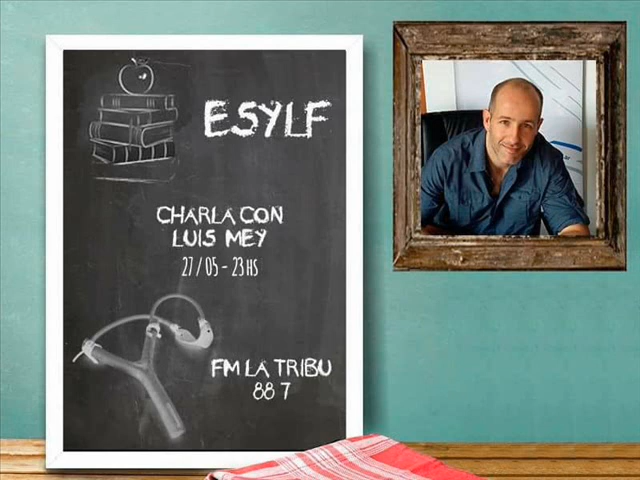 ESYLF
CHARLA CON
LUIS MEY
27 / 05 - 23 HS
FM LA TRIBU
88 7